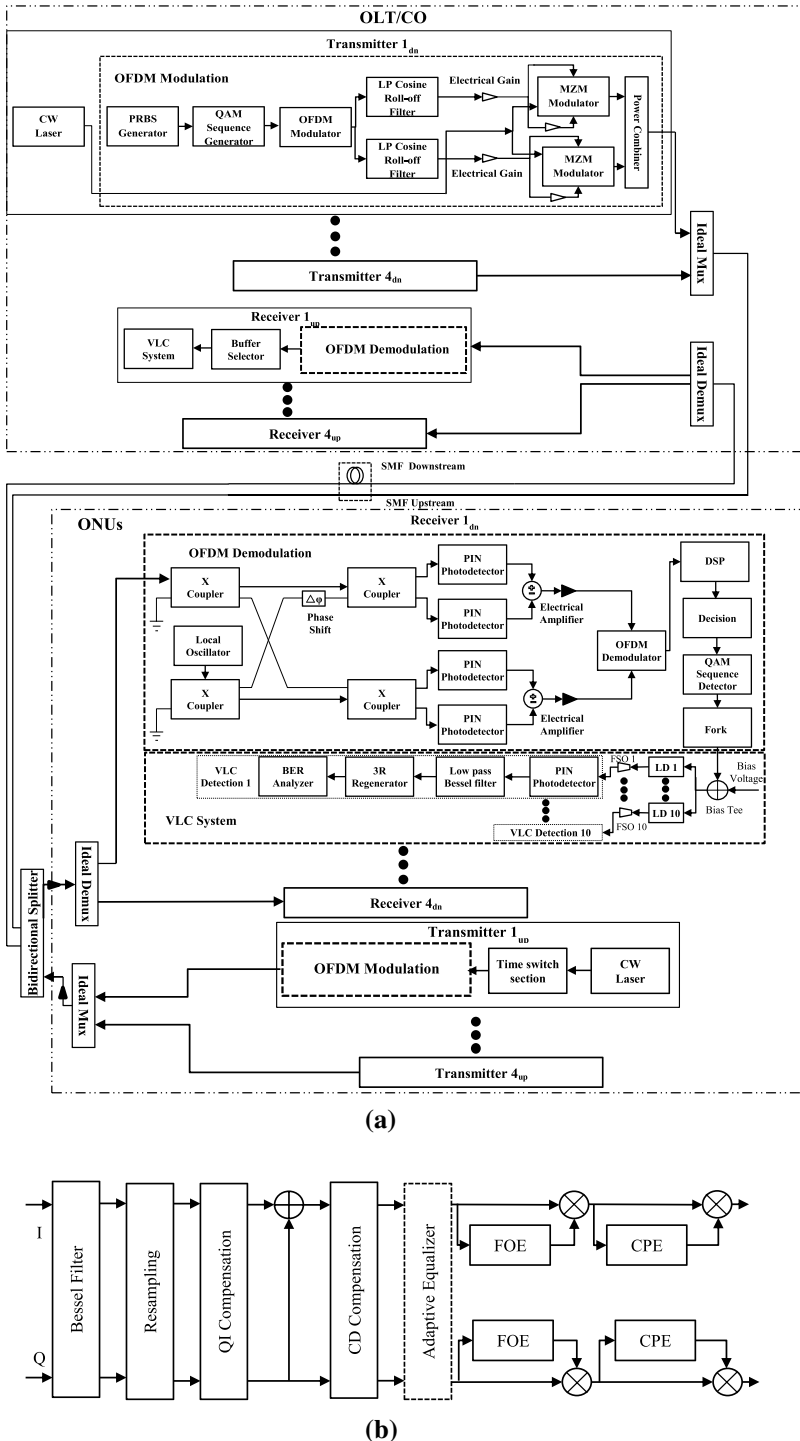 OLT/CO
Transmitter 1dn
OFDM Modulation
CW Laser
PRBS Generator
QAM Sequence Generator
OFDM Modulator
LP Cosine Roll-off Filter
LP Cosine Roll-off Filter
Electrical Gain
Electrical Gain
MZM Modulator
MZM Modulator
Power Combiner
Ideal Mux
Transmitter 4dn
Receiver 1up
VLC System
Buffer Selector
OFDM Demodulation
Ideal Demux
Receiver 4up
SMF Downstream
SMF Upstream
ONUs
Receiver 1dn
OFDM Demodulation
X Coupler
Local Oscillator
X Coupler
Δφ
Phase Shift
X Coupler
X Coupler
PIN Photodetector
PIN Photodetector
PIN Photodetector
PIN Photodetector
Electrical Amplifier
Electrical Amplifier
OFDM Demodulator
DSP
Decision
QAM Sequence Detector
Fork
VLC Detection 1
BER Analyzer
3R Regenerator
Low pass Bessel filter
PIN Photodetector
FSO 1
LD 1
Bias Voltage
Bias Tee
FSO 10
LD 10
VLC System
VLC Detection 10
Ideal Demux
Bidirectional Splitter
Ideal Mux
Receiver 4dn
Transmitter 1up
OFDM Modulation
Time switch section
CW Laser
Transmitter 4up
(a)
I
Q
Bessel Filter
Resampling
QI Compensation
CD Compensation
Adaptive Equalizer
FOE
CPE
FOE
CPE
(b)